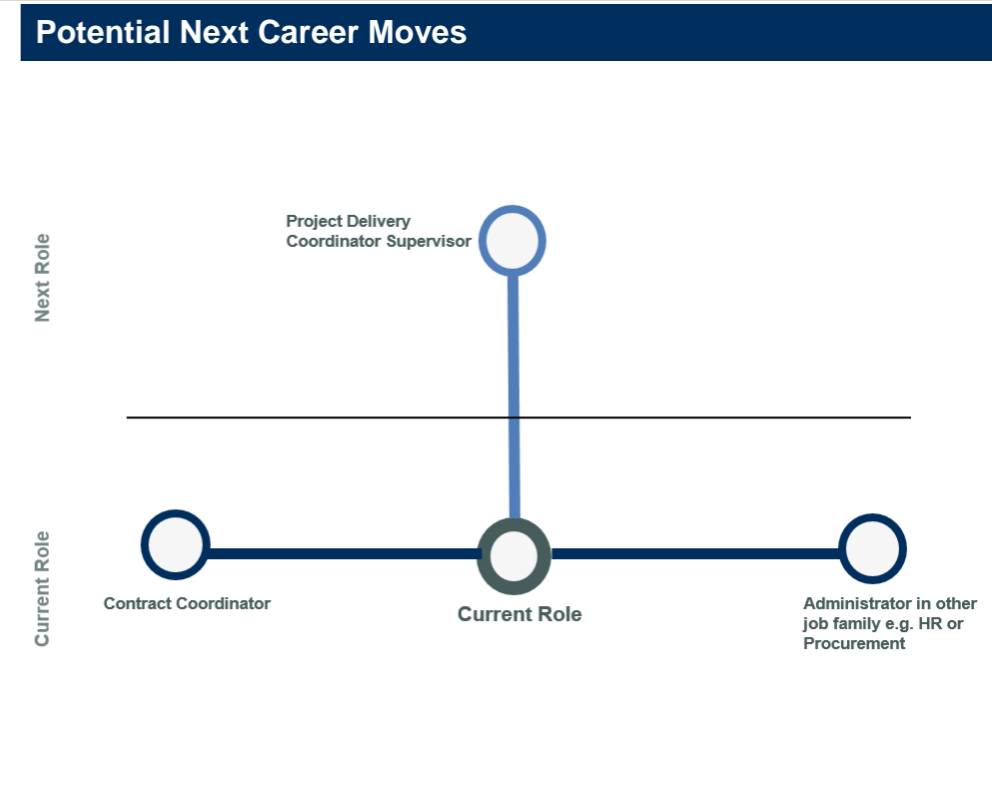 Potential Next Career Moves
Next Role
Project Delivery
Coordinator Supervisor
Current Role
Contract Coordinator
Current Role
Administrator in other
job family e.g. HR or
Procurement